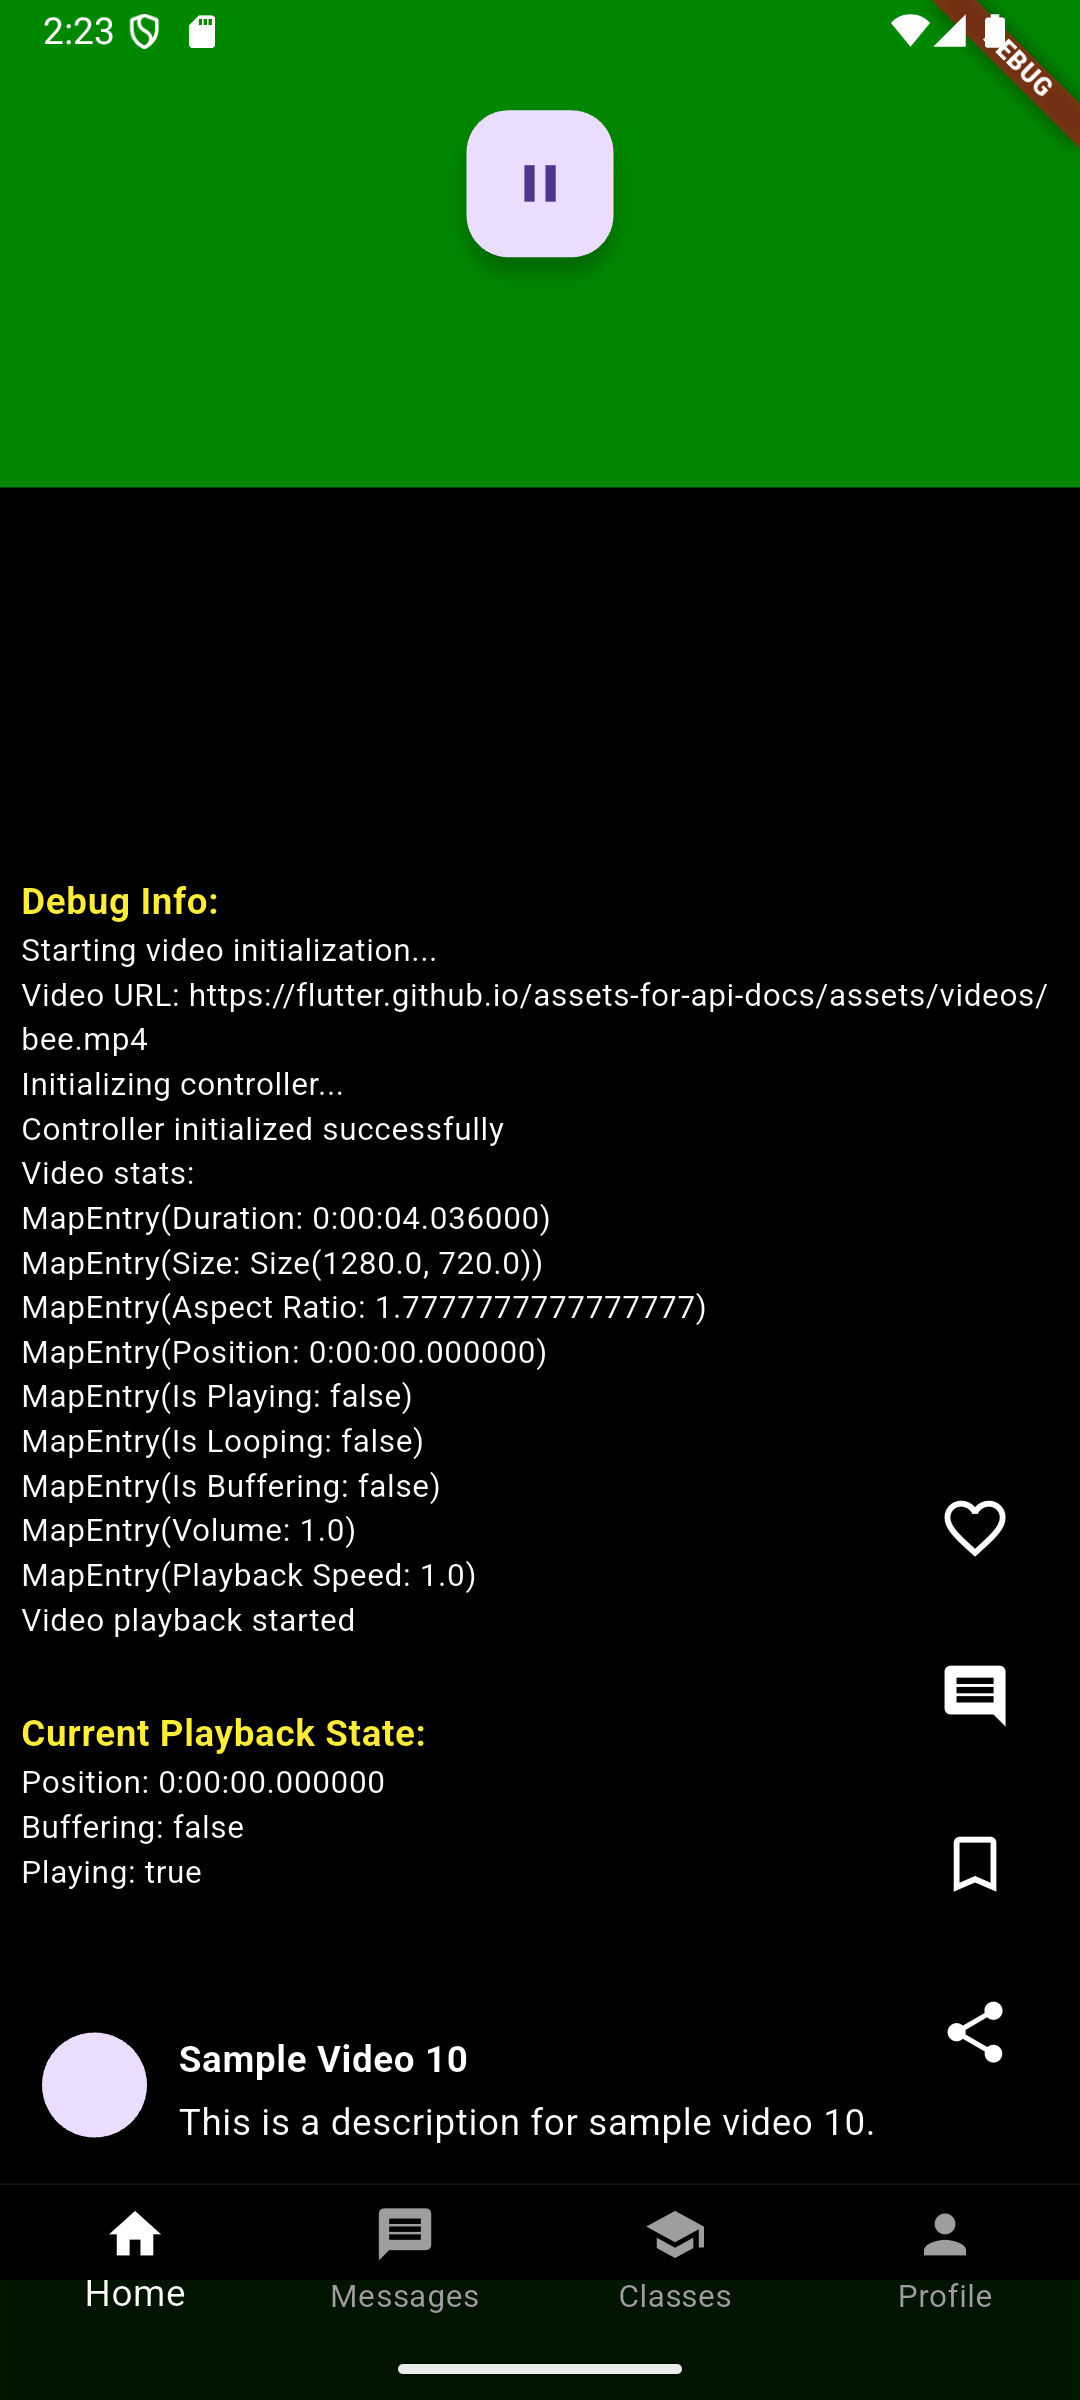 2:23
DEBUG
Debug Info:
Starting video initialization...
Video URL: https://flutter.github.io/assets-for-api-docs/assets/videos/
bee.mp4
Initializing controller...
Controller initialized successfully
Video stats:
MapEntry(Duration: 0:00:04.036000)
MapEntry(Size: Size(1280.0, 720.0))
MapEntry(Aspect Ratio: 1.7777777777777777)
MapEntry(Position: 0:00:00.000000)
MapEntry(Is Playing: false)
MapEntry(Is Looping: false)
MapEntry(Is Buffering: false)
MapEntry(Volume: 1.0)
MapEntry(Playback Speed: 1.0)
Video playback started
Current Playback State:
Position: 0:00:00.000000
Buffering: false
Playing: true
Sample Video 10
This is a description for sample video 10.
Home
Messages
Classes
Profile